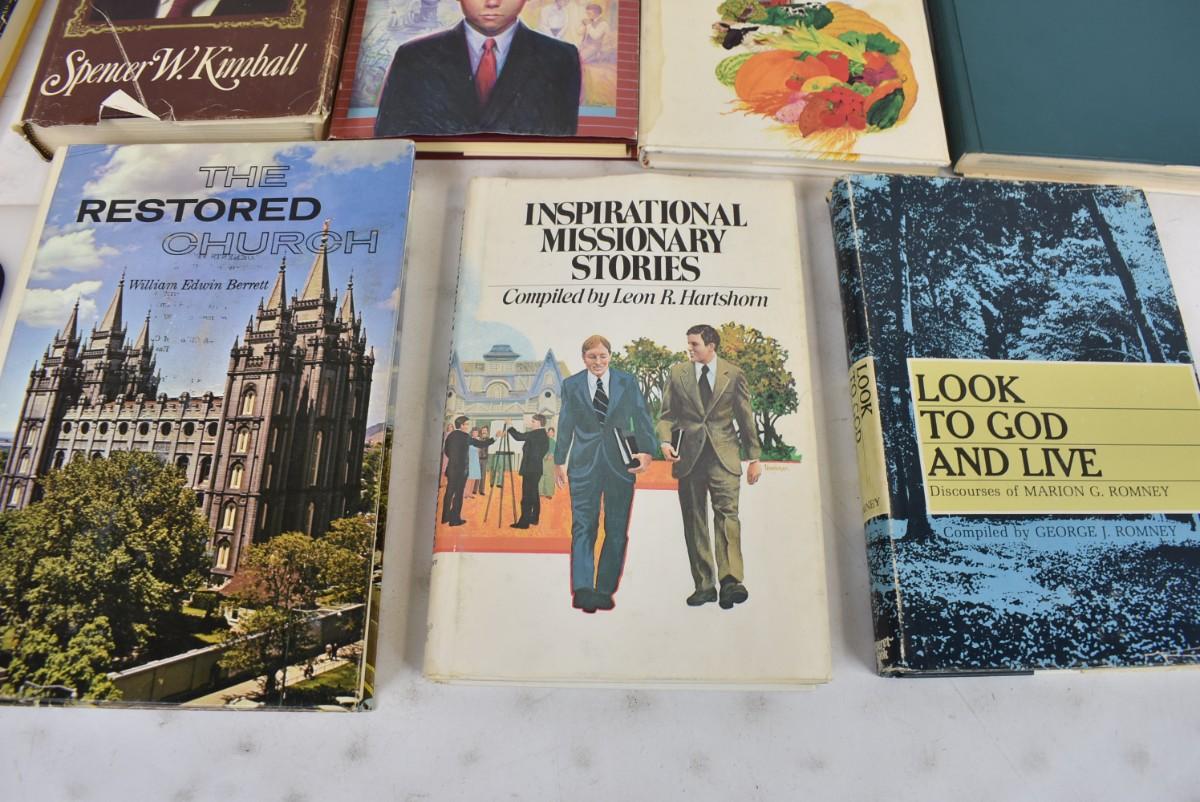 Spencer W. Kimball
THE
RESTORED
CHURCH
William Edwin Berrett
INSPIRATIONAL
MISSIONARY
STORIES
Compiled by Leon R. Hartshorn
LOOK
TO GOD
AND LIVE
Discourses of MARION G. ROMNEY
Compiled by GEORGE J. ROMNEY
LOOK
TO GOD